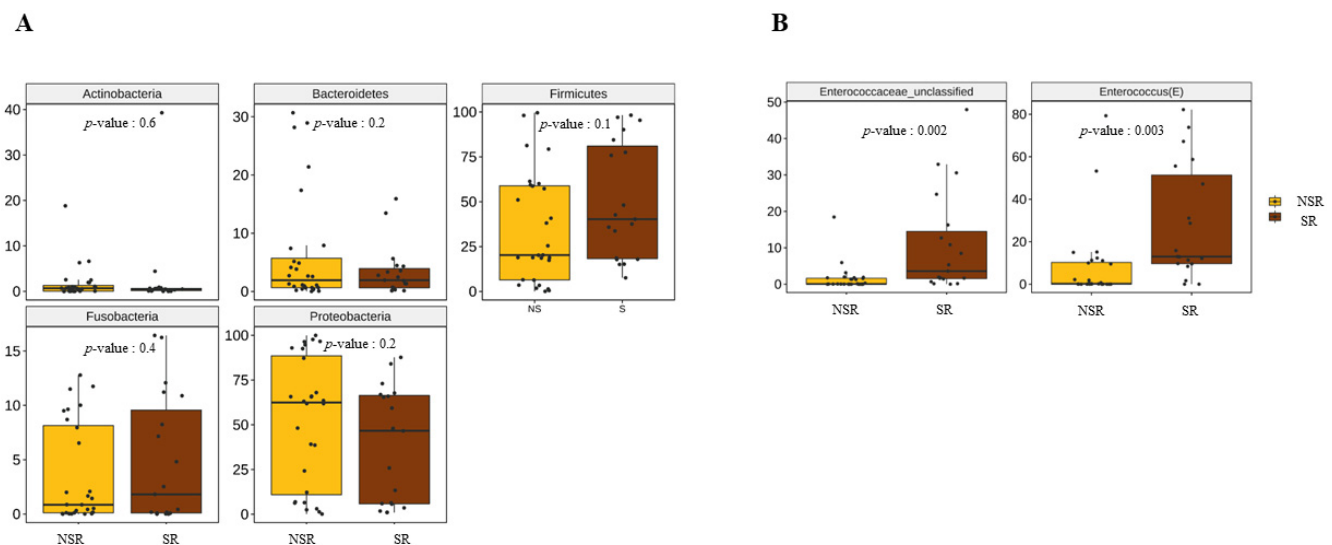 A B
Actinobacteria Bacteroidetes Firmicutes
p-value : 0.6 p-value : 0.2 p-value : 0.1
40
30
20
10
0
30
20
10
0
100
75
50
25
0
NS S
Fusobacteria Proteobacteria
p-value : 0.4 p-value : 0.2
15
10
5
0
100
75
50
25
0
NSR SR NSR SR
Enterococcaceae_unclassified Enterococcus(E)
p-value : 0.002 p-value : 0.003
50
40
30
20
10
0
80
60
40
20
0
NSR SR NSR SR
NSR
SR